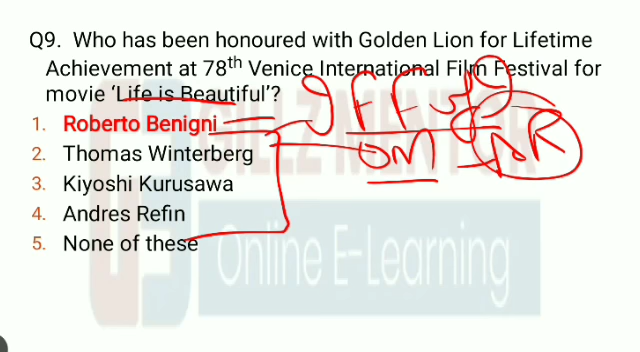 Q9. Who has been honoured with Golden Lion for Lifetime
Achievement at 78th Venice International Film Festival for
movie ‘Life is Beautiful’?
1. Roberto Benigni
2. Thomas Winterberg
3. Kiyoshi Kurusawa
4. Andres Refin
5. None of these
Online E-Learning